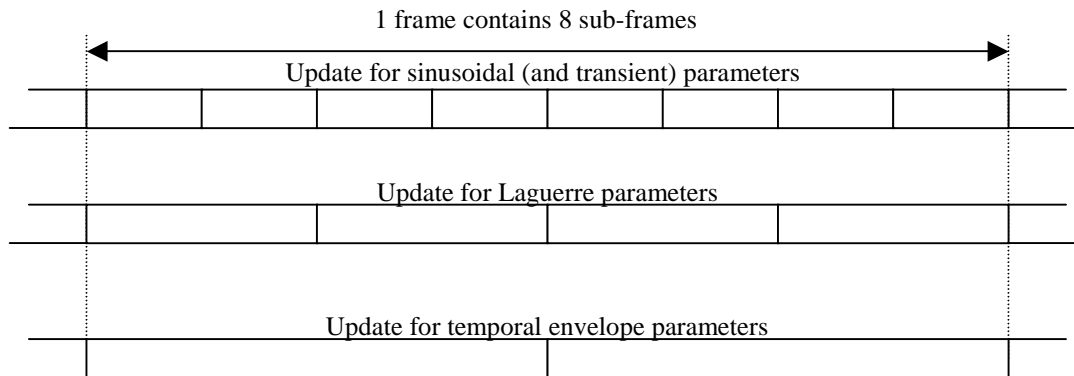 1 frame contains 8 sub-frames
Update for sinusoidal (and transient) parameters
Update for Laguerre parameters
Update for temporal envelope parameters